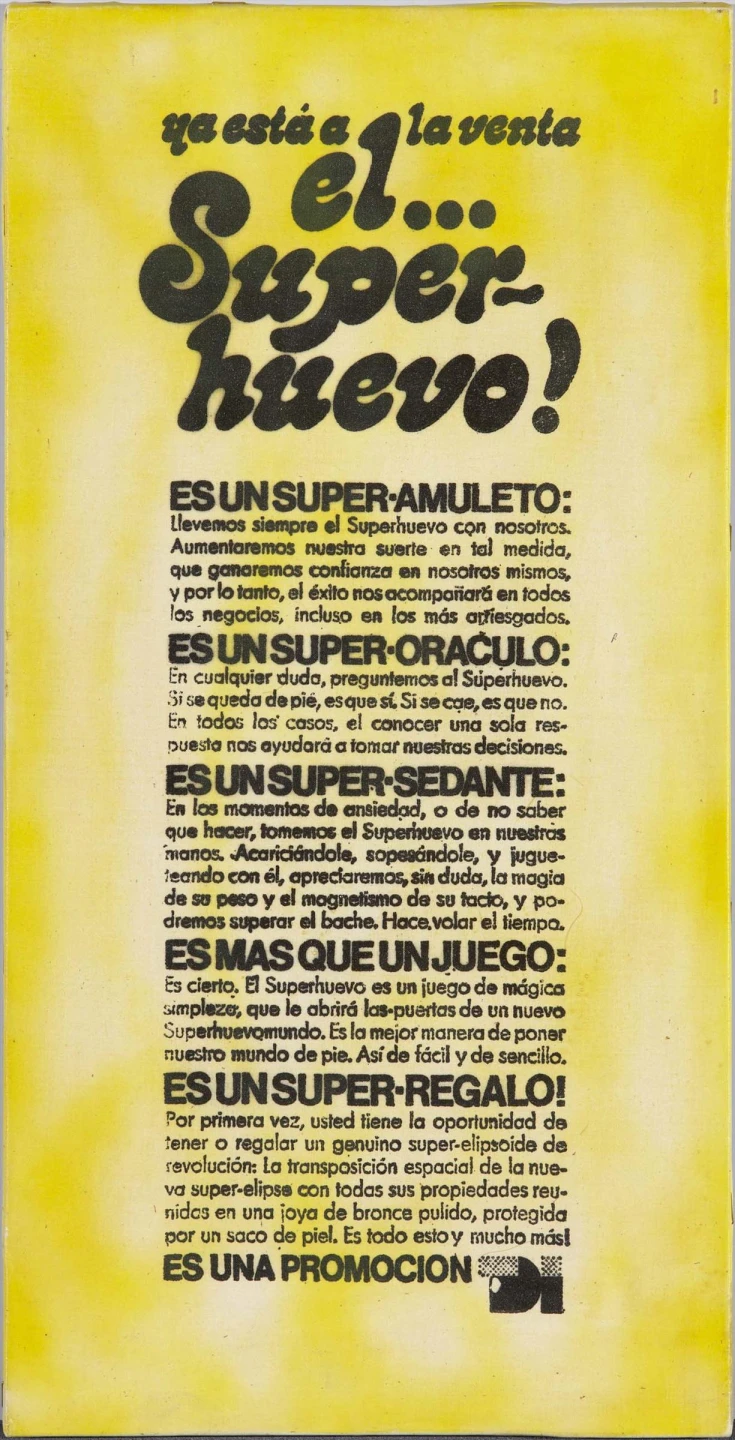 ya está a la venta
el...
Super-
huevo!
ES UN SUPER·AMULETO:
Llevemos siempre el Superhuevo con nosotros.
Aumentaremos nuestra suerte en tal medida,
que ganaremos confianza en nosotros mismos,
y por lo tanto, el éxito nos acompañará en todos
los negocios, incluso en los más arriesgados.
ES UN SUPER·ORACULO:
En cualquier duda, preguntemos al Superhuevo.
Si se queda de pié, es que sí. Si se cae, es que no.
En todos los casos, el conocer una sola res-
puesta nos ayudará a tomar nuestras decisiones.
ES UN SUPER·SEDANTE:
En los momentos de ansiedad, o de no saber
que hacer, tomemos el Superhuevo en nuestras
manos. Acariciándole, sopesándole, y jugue-
teando con él, apreciaremos, sin duda, la magia
de su peso y el magnetismo de su tacto, y po-
dremos superar el bache. Hace volar el tiempo.
ES MAS QUE UN JUEGO:
Es cierto. El Superhuevo es un juego de mágica
simpleza, que le abrirá las puertas de un nuevo
Superhuevomundo. Es la mejor manera de poner
nuestro mundo de pie. Así de fácil y de sencillo.
ES UN SUPER·REGALO!
Por primera vez, usted tiene la oportunidad de
tener o regalar un genuino super-elipsoide de
revolución: La transposición espacial de la nue-
va super-elipse con todas sus propiedades reu-
nidas en una joya de bronce pulido, protegida
por un saco de piel. Es todo esto y mucho más!
ES UNA PROMOCION DI